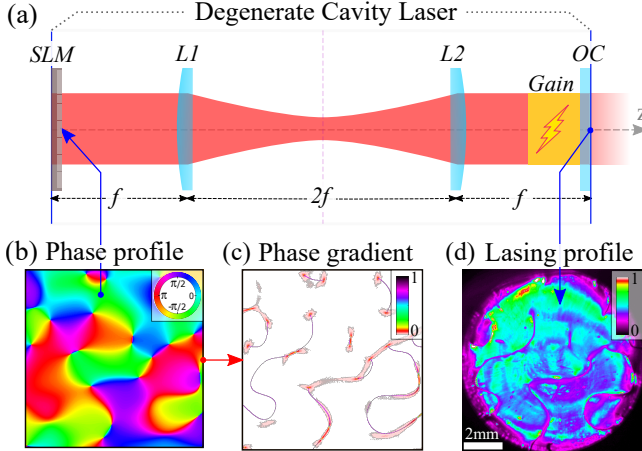 (a)
Degenerate Cavity Laser
SLM L1 L2 OC
Gain
z
f 2f f
(b) Phase profile
(c) Phase gradient
(d) Lasing profile
π/2
π 0
-π/2
1
0
1
0
2mm